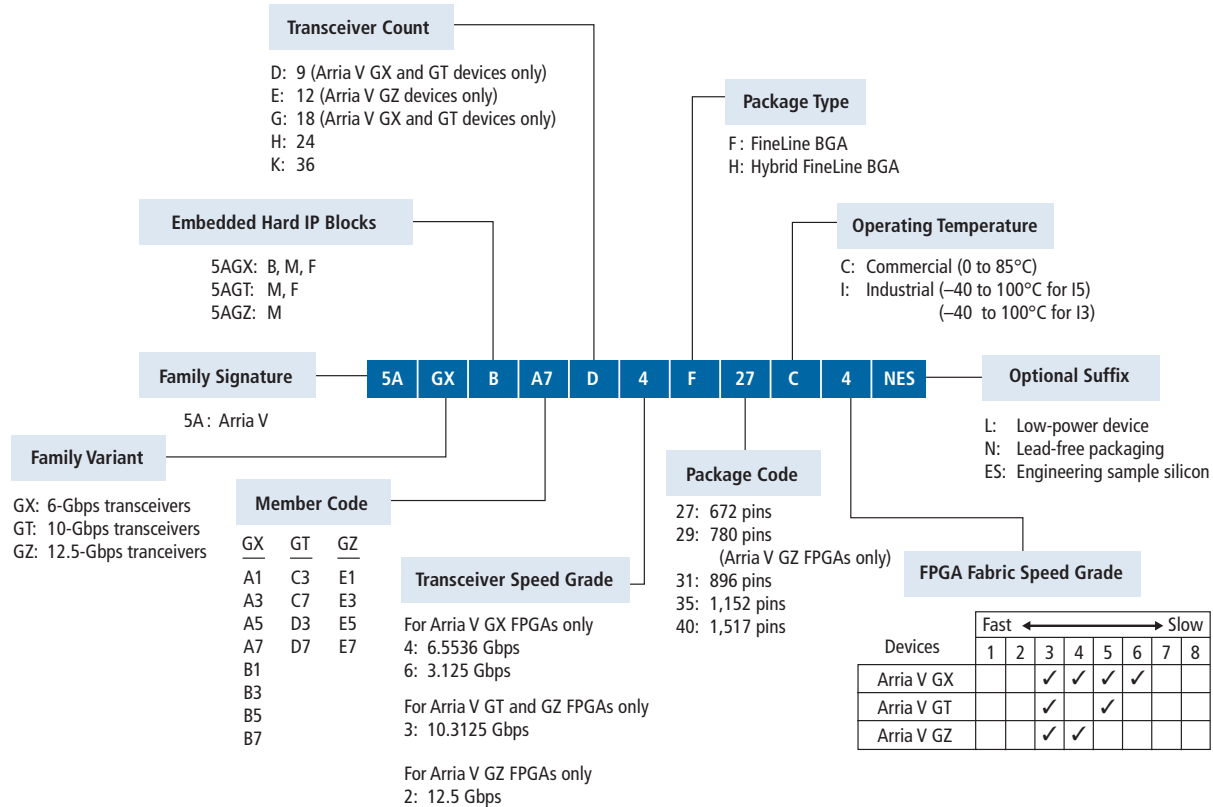 Transceiver Count
D: 9 (Arria V GX and GT devices only)
E: 12 (Arria V GZ devices only)
G: 18 (Arria V GX and GT devices only)
H: 24
K: 36
Package Type
F : FineLine BGA
H: Hybrid FineLine BGA
Embedded Hard IP Blocks
5AGX: B, M, F
5AGT: M, F
5AGZ: M
Operating Temperature
C: Commercial (0 to 85°C)
I: Industrial (–40 to 100°C for I5)
(–40 to 100°C for I3)
Family Signature
5A : Arria V
5A GX B A7 D 4 F 27 C 4 NES
Optional Suffix
L: Low-power device
N: Lead-free packaging
ES: Engineering sample silicon
Family Variant
GX: 6-Gbps transceivers
GT: 10-Gbps transceivers
GZ: 12.5-Gbps tranceivers
Member Code
GX GT GZ
A1 C3 E1
A3 C7 E3
A5 D3 E5
A7 D7 E7
B1
B3
B5
B7
Transceiver Speed Grade
For Arria V GX FPGAs only
4: 6.5536 Gbps
6: 3.125 Gbps
For Arria V GT and GZ FPGAs only
3: 10.3125 Gbps
For Arria V GZ FPGAs only
2: 12.5 Gbps
Package Code
27: 672 pins
29: 780 pins
(Arria V GZ FPGAs only)
31: 896 pins
35: 1,152 pins
40: 1,517 pins
FPGA Fabric Speed Grade
Fast Slow
Devices 1 2 3 4 5 6 7 8
Arria V GX ✓ ✓ ✓ ✓
Arria V GT ✓ ✓
Arria V GZ ✓ ✓